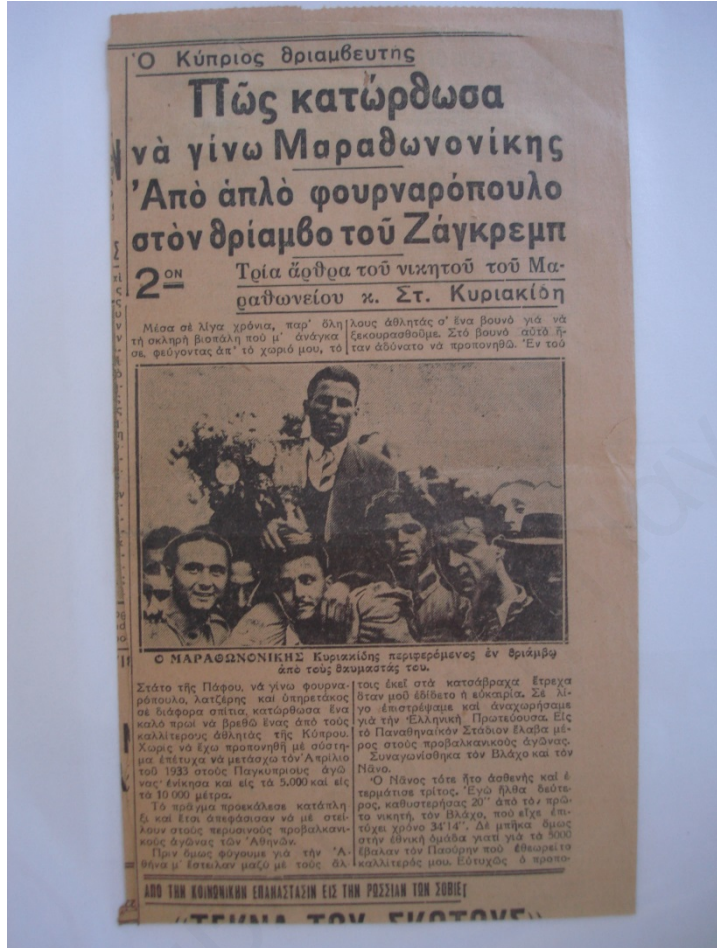 Ὁ Κύπριος θριαμβευτής
Πῶς κατώρθωσα
νὰ γίνω Μαραθωνονίκης
Ἀπὸ ἁπλὸ φουρναρόπουλο
στὸν θρίαμβο τοῦ Ζάγκρεμπ
2ΟΝ
Τρία ἄρθρα τοῦ νικητοῦ τοῦ Μα-
ραθωνείου κ. Στ. Κυριακίδη
Μέσα σὲ λίγα χρόνια, παρ' ὅλη
τὴ σκληρὴ βιοπάλη ποὺ μ' ἀνάγκα
σε, φεύγοντας ἀπ' τὸ χωριό μου, τὸ
Στάτο τῆς Πάφου, νὰ γίνω φουρνα-
ρόπουλο, λατζέρης καὶ ὑπηρετάκος
σὲ διάφορα σπίτια, κατώρθωσα ἕνα
καλὸ πρωῒ νὰ βρεθῶ ἕνας ἀπὸ τοὺς
καλλίτερους ἀθλητὰς τῆς Κύπρου.
Χωρὶς νὰ ἔχω προπονηθῆ μὲ σύστη-
μα ἐπέτυχα νὰ μετάσχω τὸν Ἀπρίλιο
τοῦ 1933 στοὺς Παγκυπρίους ἀγῶ
νας· ἐνίκησα καὶ εἰς τὰ 5.000 καὶ εἰς
τὰ 10 000 μέτρα.
Τὸ πρᾶγμα προεκάλεσε κατάπλη
ξι καὶ ἔτσι ἀπεφάσισαν νὰ μὲ στεί-
λουν στοὺς περυσινοὺς προβαλκανι-
κοὺς ἀγῶνας τῶν Ἀθηνῶν.
Πρὶν ὅμως φύγουμε γιὰ τὴν Ἀ-
θήνα μ' ἔστειλαν μαζὺ μὲ τοὺς ἄλ-
λους ἀθλητὰς σ' ἕνα βουνὸ γιὰ νὰ
ξεκουρασθοῦμε. Στὸ βουνὸ αὐτὸ ἤ-
ταν ἀδύνατο νὰ προπονηθῶ. Ἐν τού
τοις ἐκεῖ στὰ κατσάβραχα ἔτρεχα
ὅταν μοῦ ἐδίδετο ἡ εὐκαιρία. Σὲ λί-
γο ἐπιστρέψαμε καὶ ἀναχωρήσαμε
γιὰ τὴν Ἑλληνικὴ Πρωτεύουσα. Εἰς
τὸ Παναθηναϊκὸν Στάδιον ἔλαβα μέ-
ρος στοὺς προβαλκανικοὺς ἀγῶνας.
Συναγωνίσθηκα τὸν Βλάχο καὶ τὸν
Νᾶνο.
Ὁ Νᾶνος τότε ἦτο ἀσθενὴς καὶ ἐ
τερμάτισε τρίτος. Ἐγὼ ἦλθα δεύτε-
ρος, καθυστερήσας 20'' ἀπὸ τὸν πρῶ-
το νικητή, τὸν Βλάχο, ποὺ εἶχε ἐπι-
τύχει χρόνο 34'14''. Δὲ μπῆκα ὅμως
στὴν ἐθνικὴ ὁμάδα γιατὶ γιὰ τὰ 5000
ἔβαλαν τὸν Παούρην ποὺ ἐθεωρεῖτο
καλλίτερός μου. Εὐτυχῶς ὁ προπο-
Ο ΜΑΡΑΘΩΝΟΝΙΚΗΣ Κυριακίδης περιφερόμενος ἐν θριάμβῳ
ἀπὸ τοὺς θαυμαστάς του.
ΑΠΟ ΤΗΝ ΚΟΙΝΩΝΙΚΗΝ ΕΠΑΝΑΣΤΑΣΙΝ ΕΙΣ ΤΗΝ ΡΩΣΣΙΑΝ ΤΩΝ ΣΟΒΙΕΤ
«ΤΕΚΝΑ ΤΟΥ ΣΚΟΤΟΥΣ»